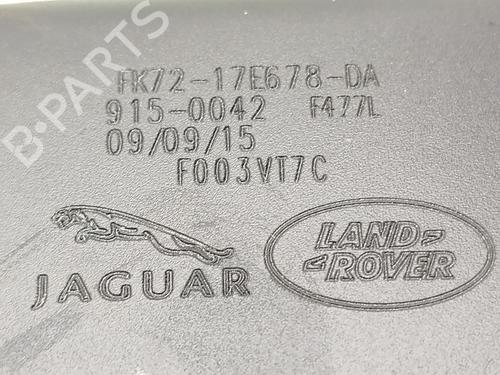 B-PARTS
FK72-17E678-DA
915-0042 F477L
09/09/15
F003VT7C
JAGUAR
LAND
ROVER